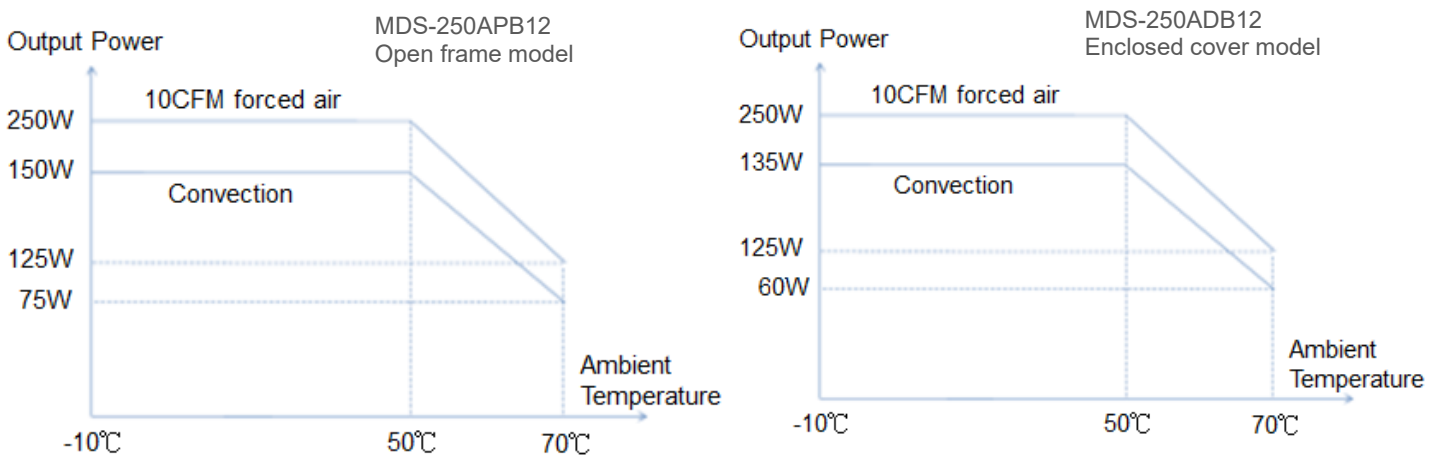 MDS-250APB12
Open frame model
Output Power
10CFM forced air
250W
150W
Convection
125W
75W
Ambient
Temperature
-10℃
50℃
70℃
MDS-250ADB12
Enclosed cover model
Output Power
10CFM forced air
250W
135W
Convection
125W
60W
Ambient
Temperature
-10℃
50℃
70℃